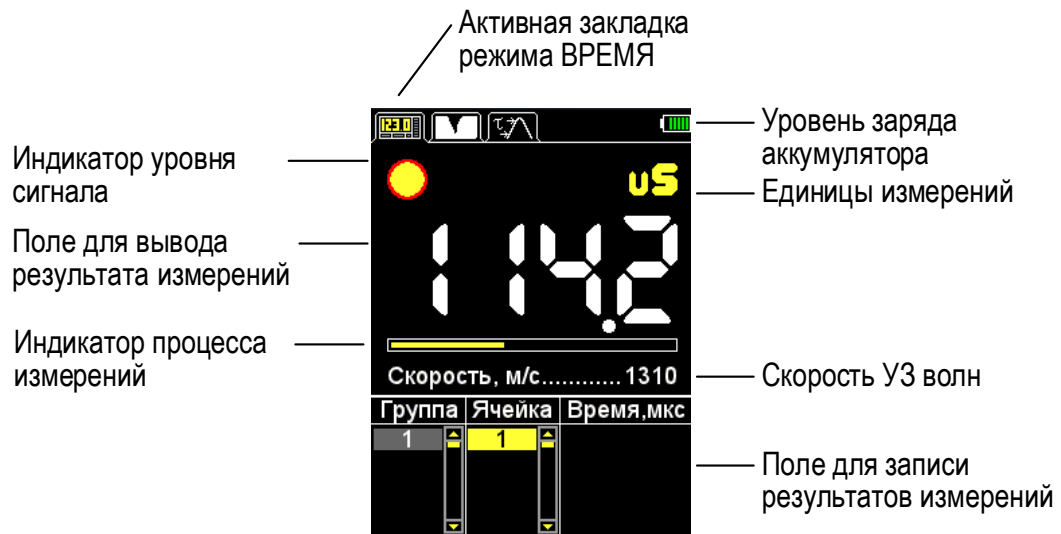 Активная закладка
режима ВРЕМЯ
123.0
τ
Уровень заряда
аккумулятора
Индикатор уровня
сигнала
uS
Единицы измерений
Поле для вывода
результата измерений
114.2
Индикатор процесса
измерений
Скорость, м/с............1310
Скорость УЗ волн
Группа Ячейка Время,мкс
1 1
Поле для записи
результатов измерений